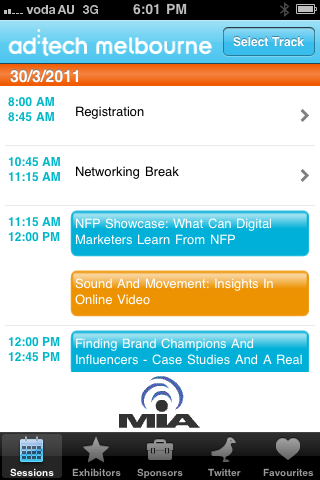 voda AU 3G 6:01 PM
ad:tech melbourne
Select Track
30/3/2011
8:00 AM
8:45 AM
Registration
10:45 AM
11:15 AM
Networking Break
11:15 AM
12:00 PM
NFP Showcase: What Can Digital
Marketers Learn From NFP
Sound And Movement: Insights In
Online Video
12:00 PM
12:45 PM
Finding Brand Champions And
Influencers - Case Studies And A Real
MIA
Sessions Exhibitors Sponsors Twitter Favourites